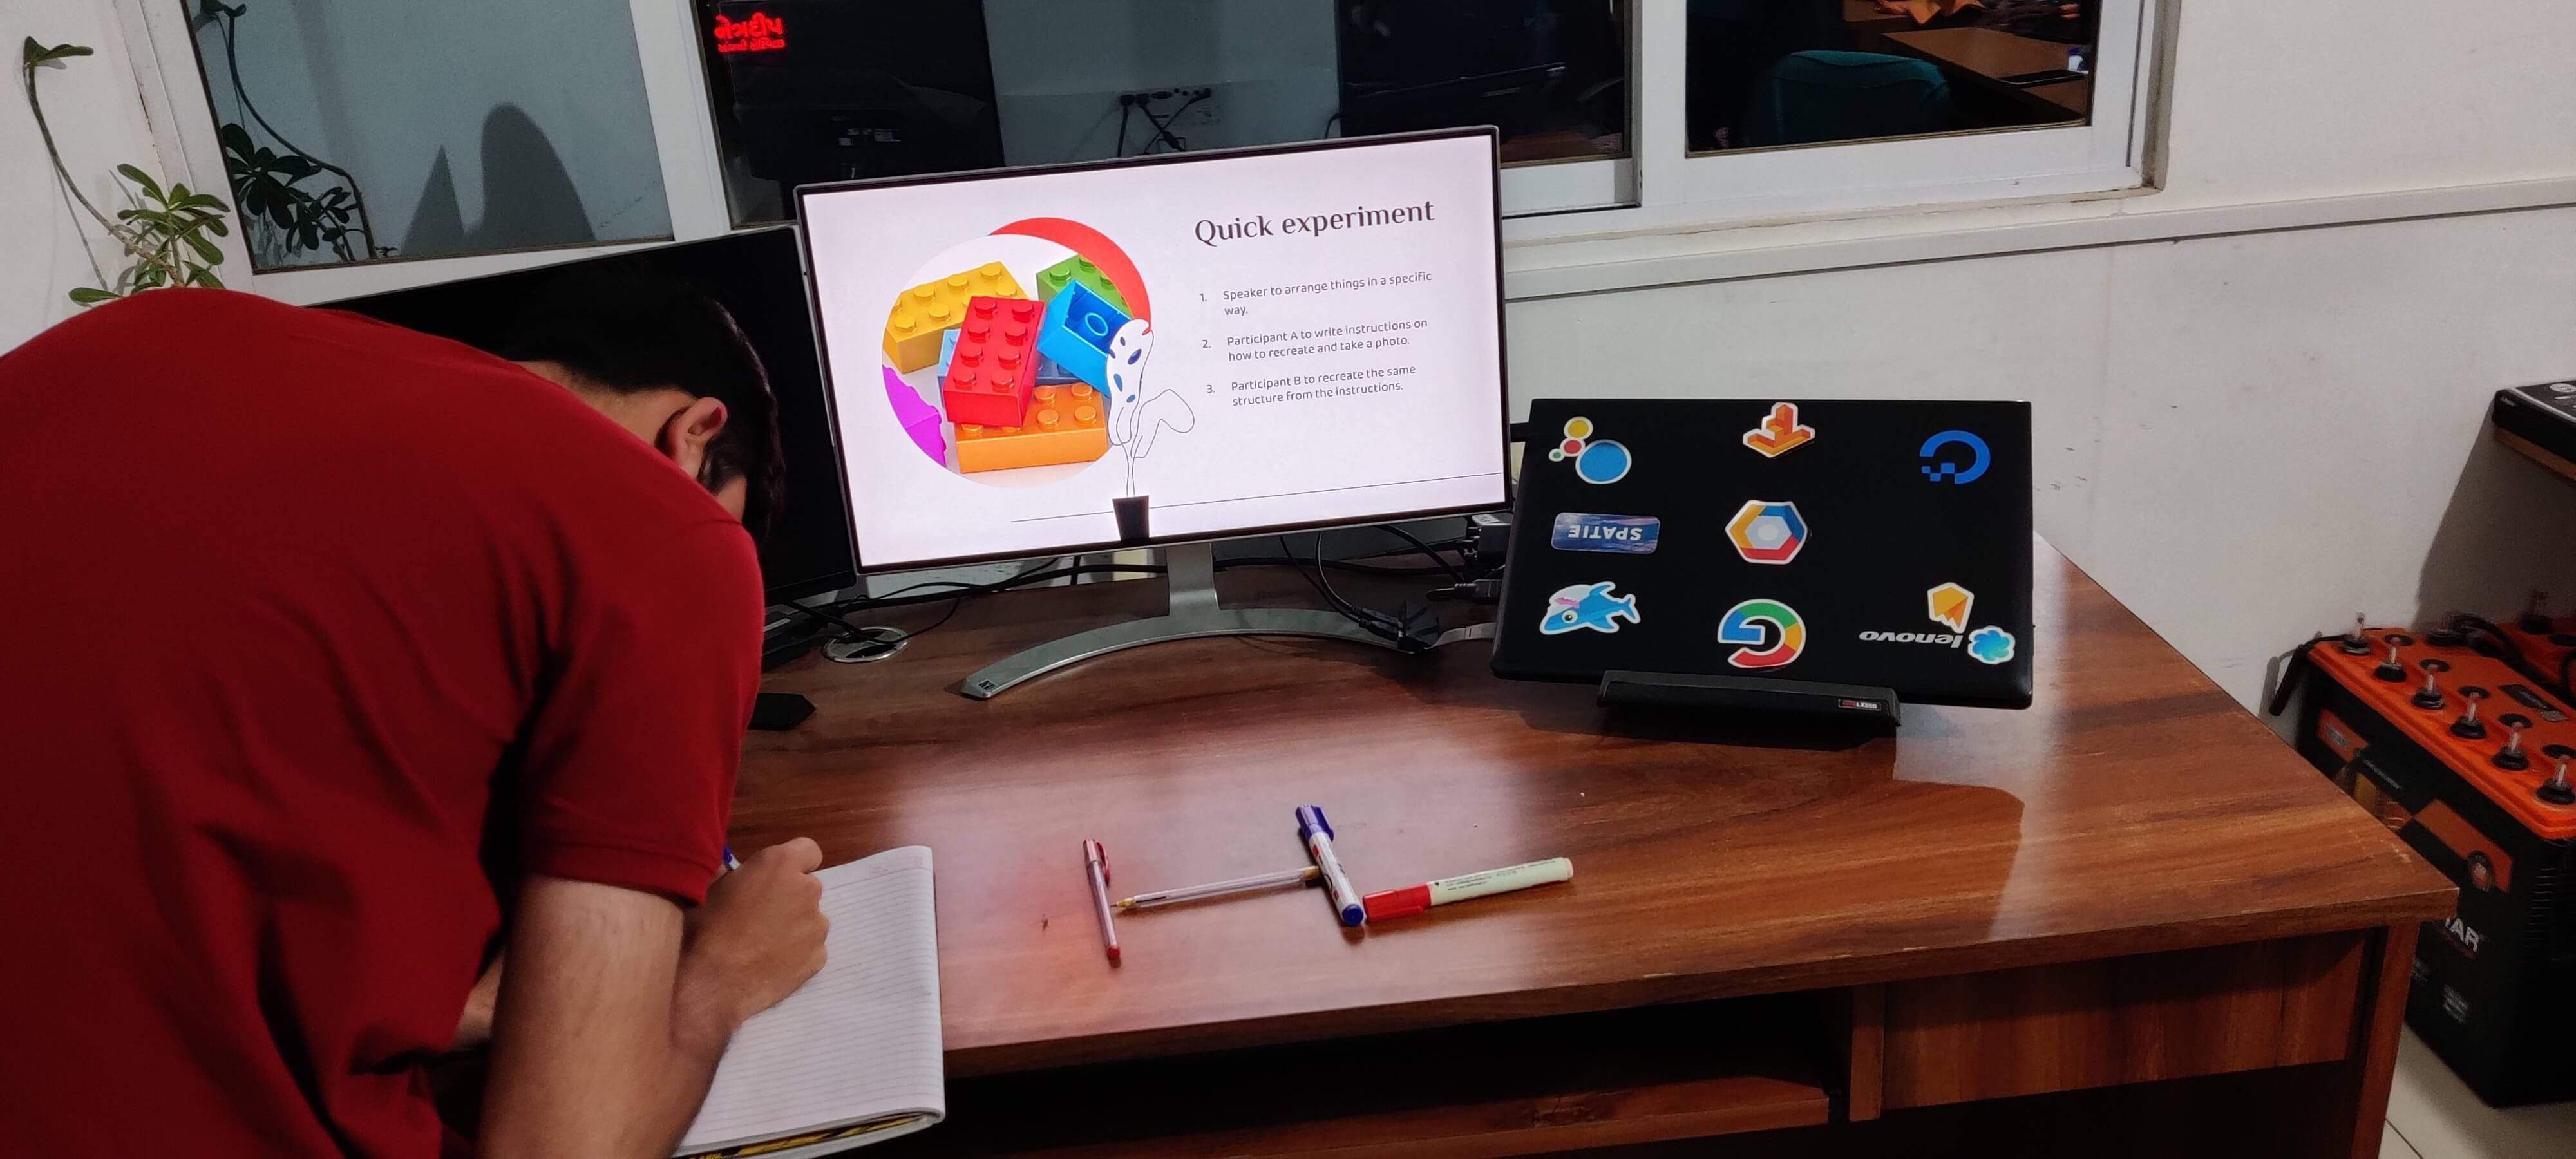 Quick experiment
1. Speaker to arrange things in a specific
way.
2. Participant A to write instructions on
how to recreate and take a photo.
3. Participant B to recreate the same
structure from the instructions.
SPATIE
lenovo